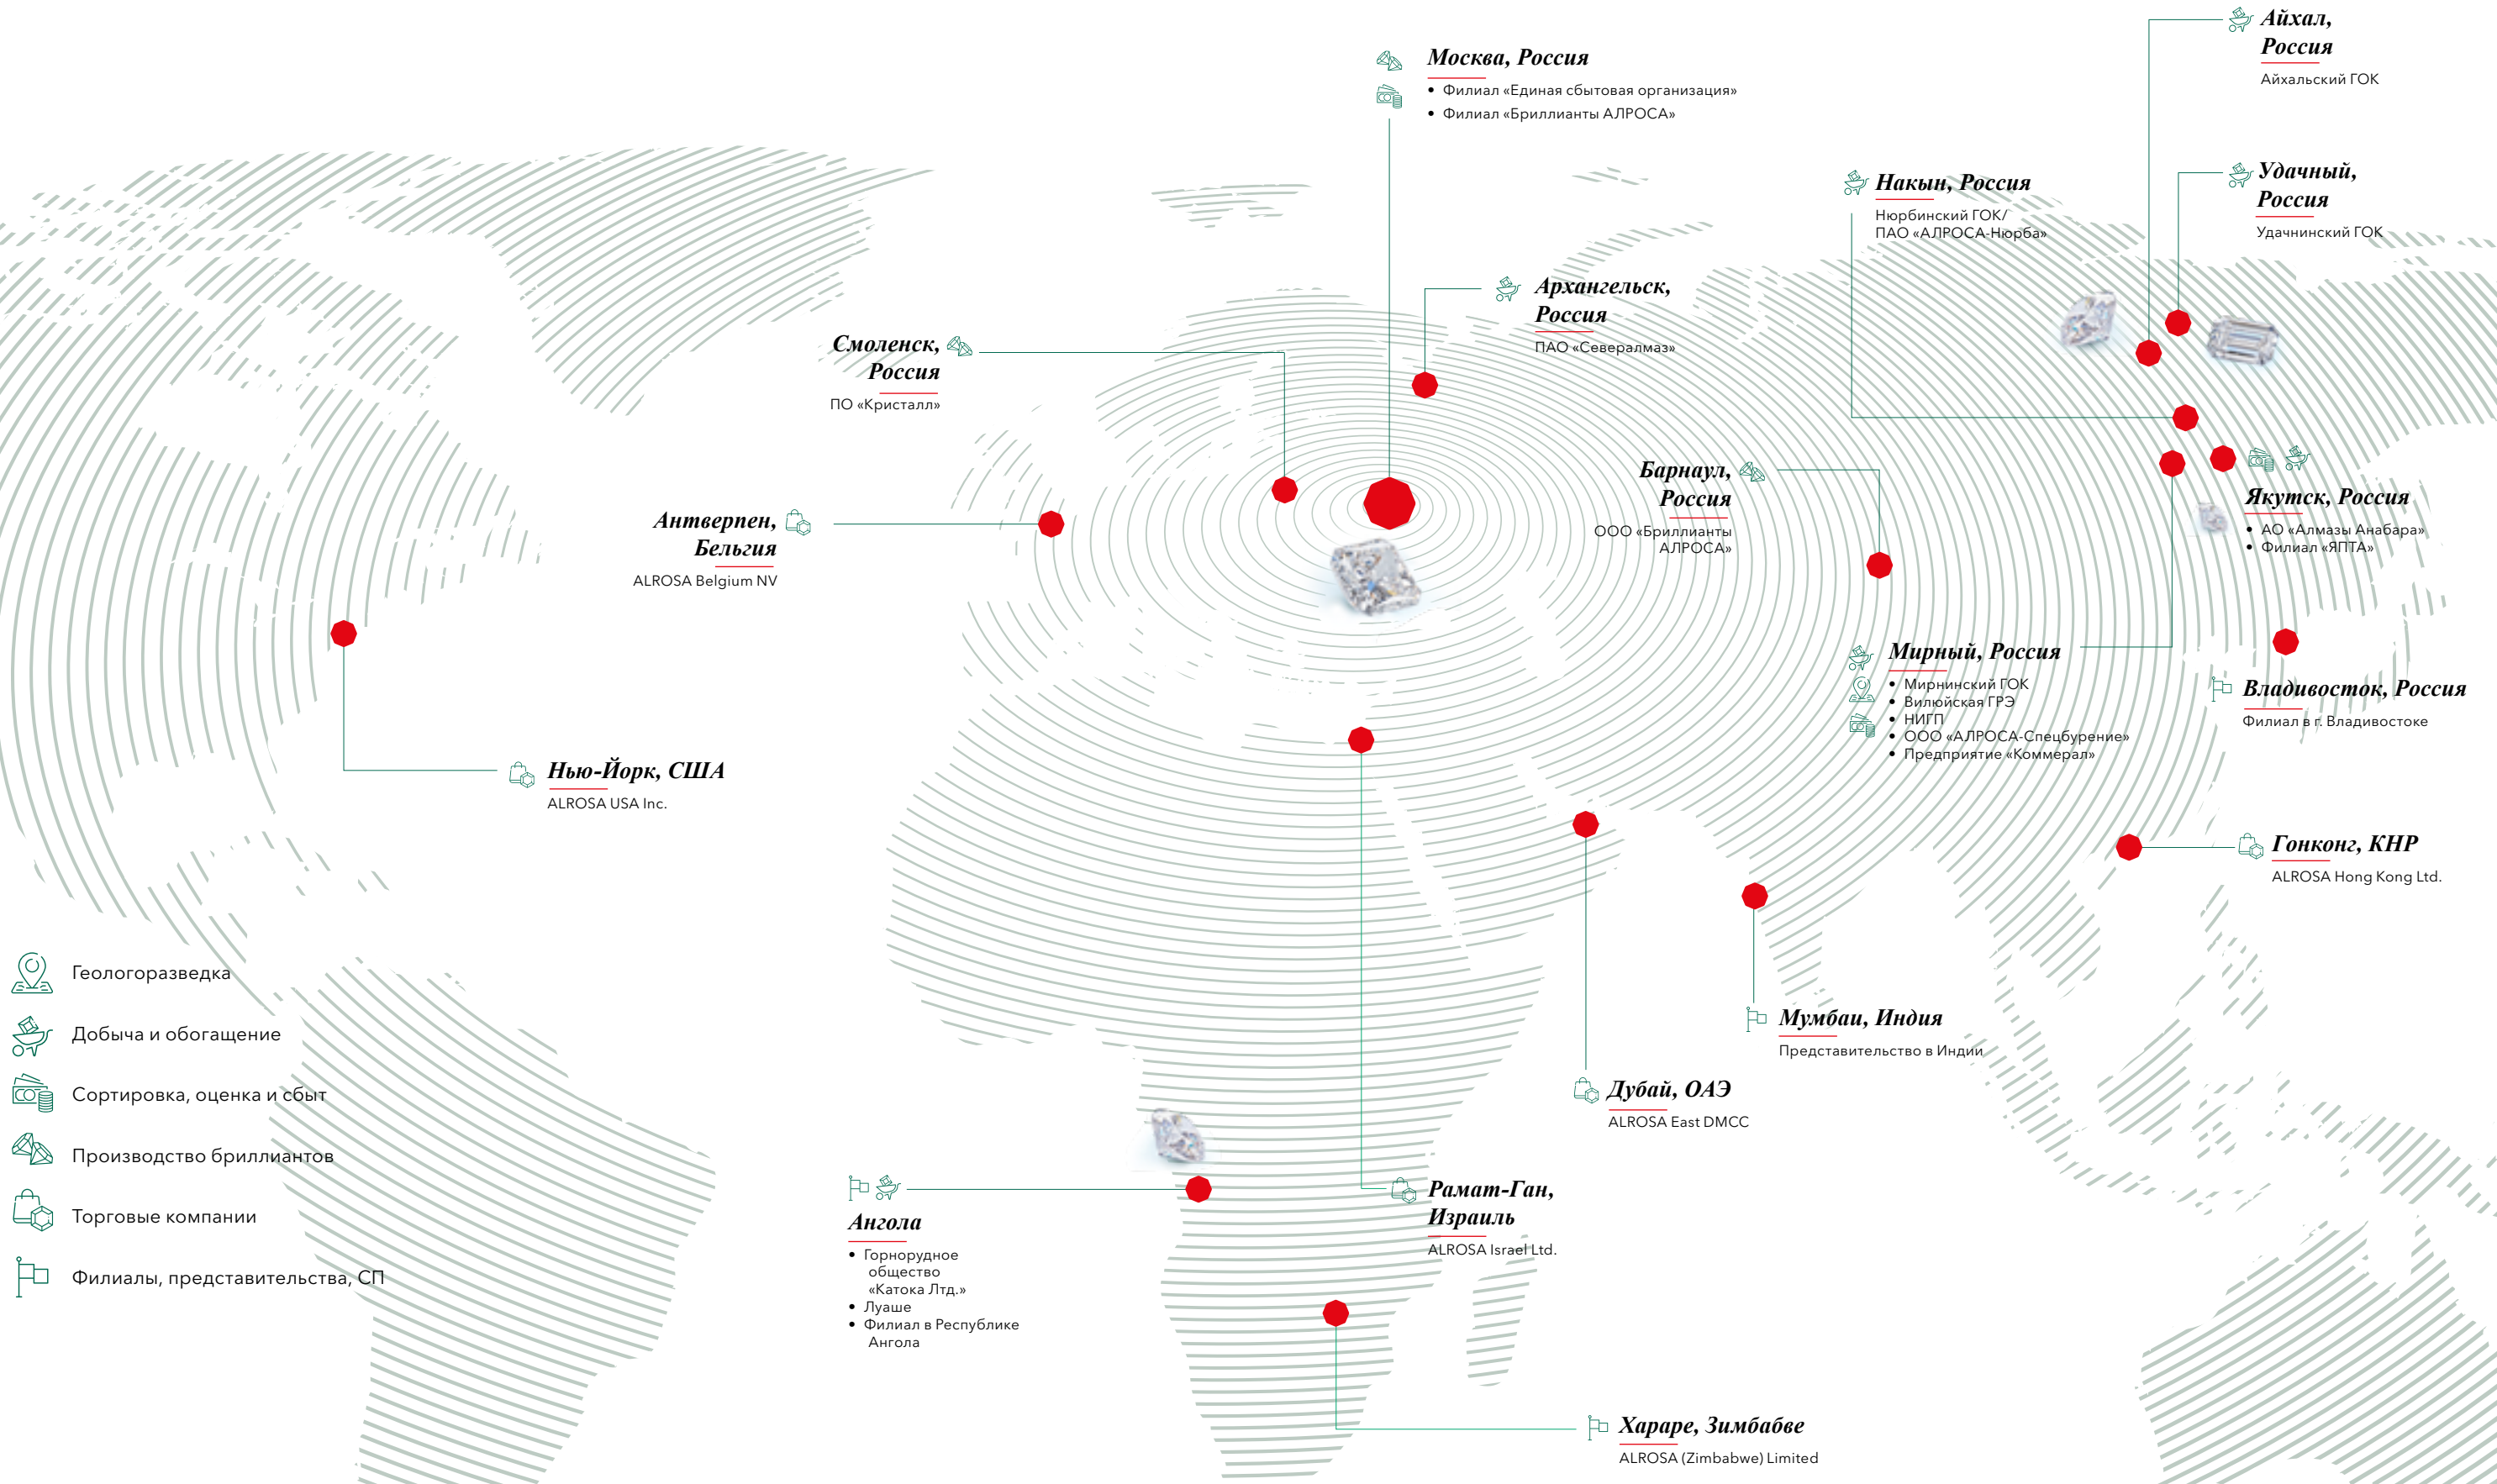 Айхал,
Россия
Айхальский ГОК
Москва, Россия
• Филиал «Единая сбытовая организация»
• Филиал «Бриллианты АЛРОСА»
Накын, Россия
Нюрбинский ГОК/
ПАО «АЛРОСА-Нюрба»
Удачный,
Россия
Удачнинский ГОК
Архангельск,
Россия
ПАО «Севералмаз»
Смоленск,
Россия
ПО «Кристалл»
Барнаул,
Россия
ООО «Бриллианты
АЛРОСА»
Якутск, Россия
• АО «Алмазы Анабара»
• Филиал «ЯПТА»
Антверпен,
Бельгия
ALROSA Belgium NV
Мирный, Россия
• Мирнинский ГОК
• Вилюйская ГРЭ
• НИГП
• ООО «АЛРОСА-Спецбурение»
• Предприятие «Коммерал»
Владивосток, Россия
Филиал в г. Владивостоке
Нью-Йорк, США
ALROSA USA Inc.
Гонконг, КНР
ALROSA Hong Kong Ltd.
Геологоразведка
Добыча и обогащение
Сортировка, оценка и сбыт
Производство бриллиантов
Торговые компании
Филиалы, представительства, СП
Мумбаи, Индия
Представительство в Индии
Дубай, ОАЭ
ALROSA East DMCC
Рамат-Ган,
Израиль
ALROSA Israel Ltd.
Ангола
• Горнорудное
общество
«Катока Лтд.»
• Луаше
• Филиал в Республике
Ангола
Хараре, Зимбабве
ALROSA (Zimbabwe) Limited